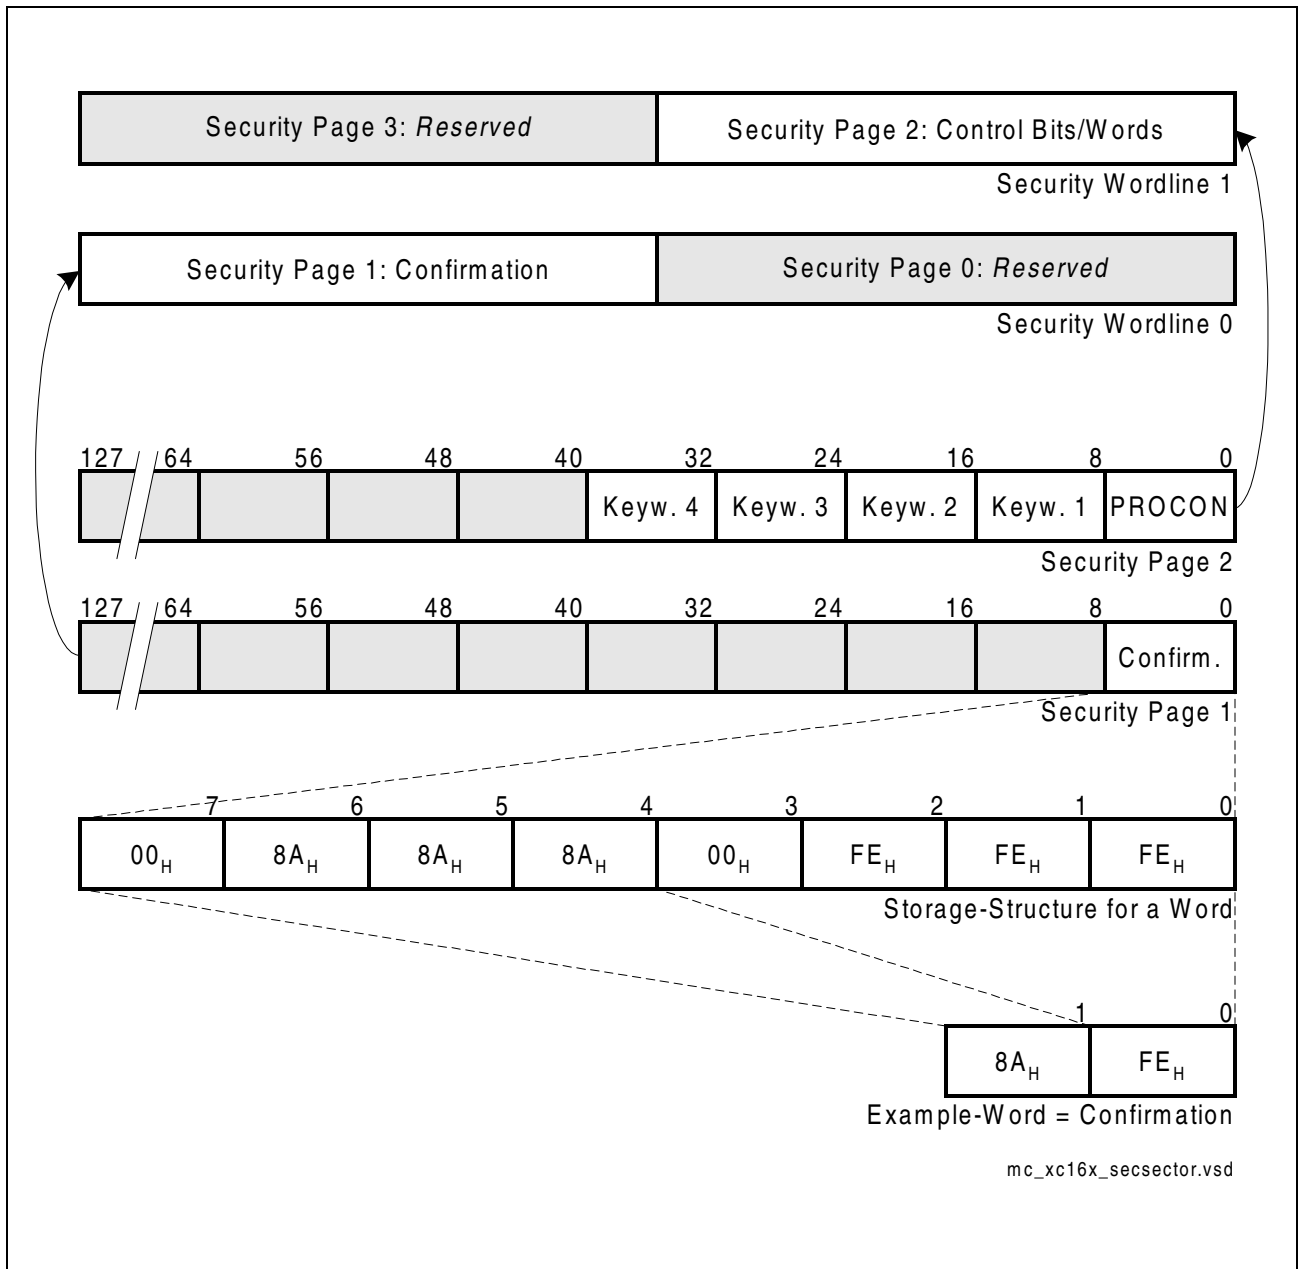 Security Page 3: Reserved Security Page 2: Control Bits/Words
Security Wordline 1
Security Page 1: Confirmation Security Page 0: Reserved
Security Wordline 0
127 64 56 48 40 32 24 16 8 0
Keyw. 4 Keyw. 3 Keyw. 2 Keyw. 1 PROCON
Security Page 2
127 64 56 48 40 32 24 16 8 0
Confirm.
Security Page 1
7 6 5 4 3 2 1 0
00H 8AH 8AH 8AH 00H FEH FEH FEH
Storage-Structure for a Word
1 0
8AH FEH
Example-Word = Confirmation
mc_xc16x_secsector.vsd